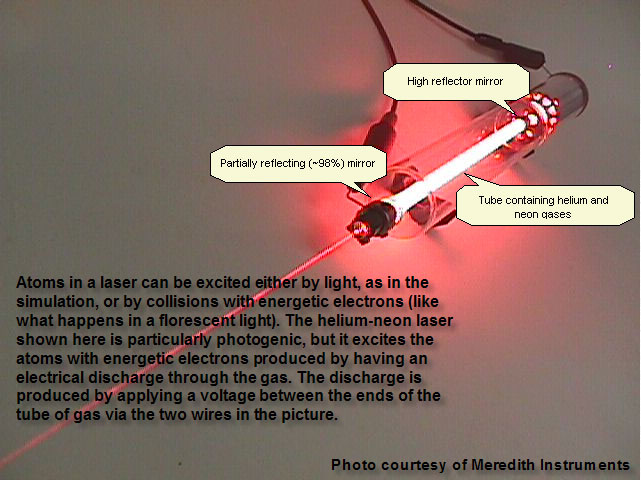 High reflector mirror
Partially reflecting (~98%) mirror
Tube containing helium and
neon gases
Atoms in a laser can be excited either by light, as in the
simulation, or by collisions with energetic electrons (like
what happens in a florescent light). The helium-neon laser
shown here is particularly photogenic, but it excites the
atoms with energetic electrons produced by having an
electrical discharge through the gas. The discharge is
produced by applying a voltage between the ends of the
tube of gas via the two wires in the picture.
Photo courtesy of Meredith Instruments